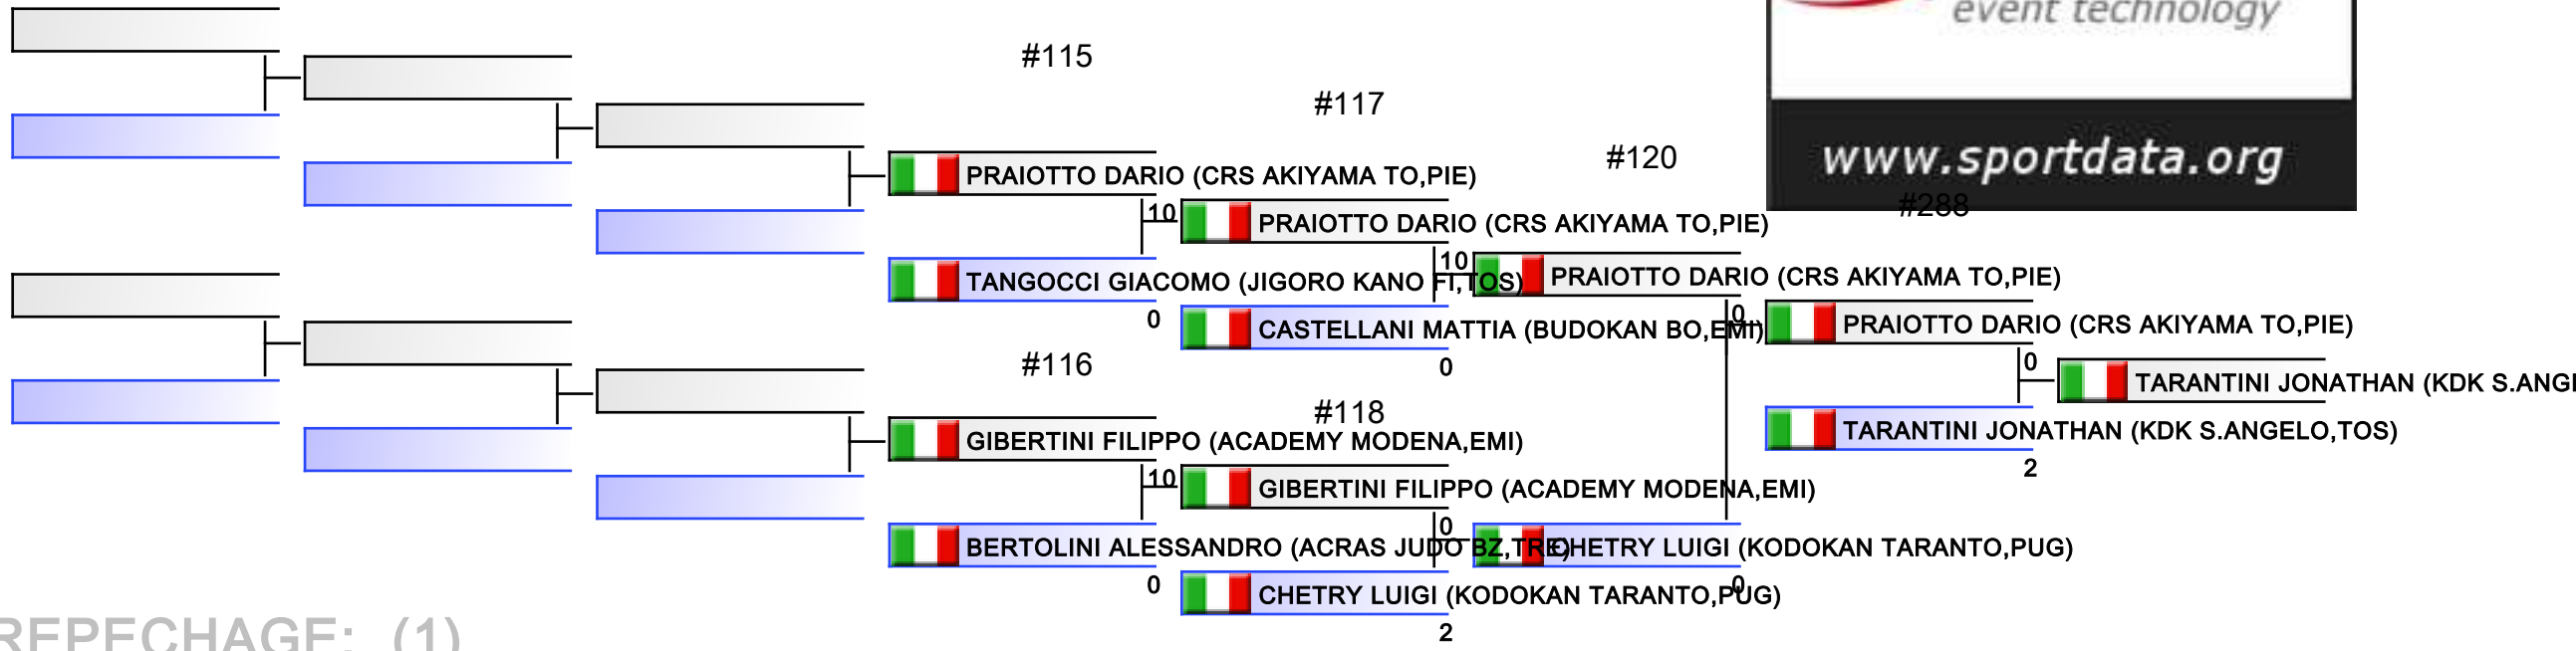 event technology
#115
#117
www.sportdata.org
#120
PRAIOTTO DARIO (CRS AKIYAMA TO,PIE)
#288
10
PRAIOTTO DARIO (CRS AKIYAMA TO,PIE)
10
PRAIOTTO DARIO (CRS AKIYAMA TO,PIE)
TANGOCCI GIACOMO (JIGORO KANO FI,TOS)
0
0
PRAIOTTO DARIO (CRS AKIYAMA TO,PIE)
CASTELLANI MATTIA (BUDOKAN BO,EMI)
0
#116
0
TARANTINI JONATHAN (KDK S.ANGE
#118
TARANTINI JONATHAN (KDK S.ANGELO,TOS)
2
GIBERTINI FILIPPO (ACADEMY MODENA,EMI)
10
GIBERTINI FILIPPO (ACADEMY MODENA,EMI)
0
BERTOLINI ALESSANDRO (ACRAS JUDO BZ,TRE)
CHETRY LUIGI (KODOKAN TARANTO,PUG)
0
0
CHETRY LUIGI (KODOKAN TARANTO,PUG)
2
REPECHAGE: (1)